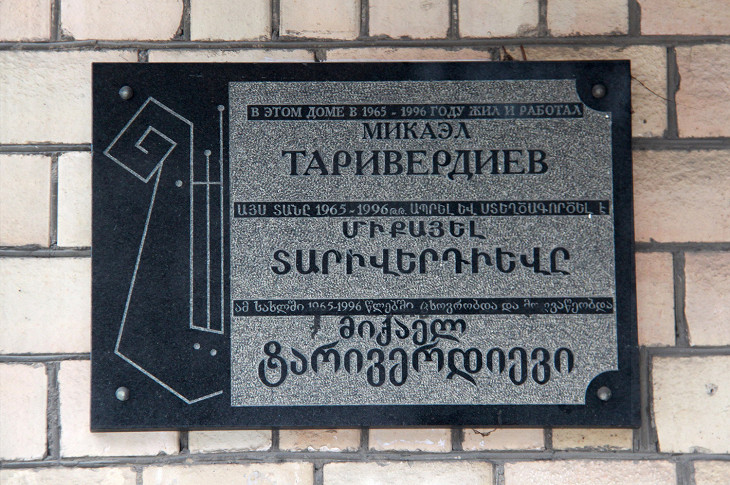 В ЭТОМ ДОМЕ В 1965 - 1996 ГОДУ ЖИЛ И РАБОТАЛ
МИКАЭЛ
ТАРИВЕРДИЕВ
ԱՅՍ ՏԱՆԸ 1965-1996թ.թ. ԱՊՐԵԼ ԵՎ ՍՏԵՂԾԱԳՈՐԾԵԼ Է
ՄԻՔԱՅԵԼ
ՏԱՐԻՎԵՐԴԻԵՎԸ
ამ სახლში 1965-1996 წლებში ცხოვრობდა და მოღვაწეობდა
მიქაელ
ტარივერდიევი